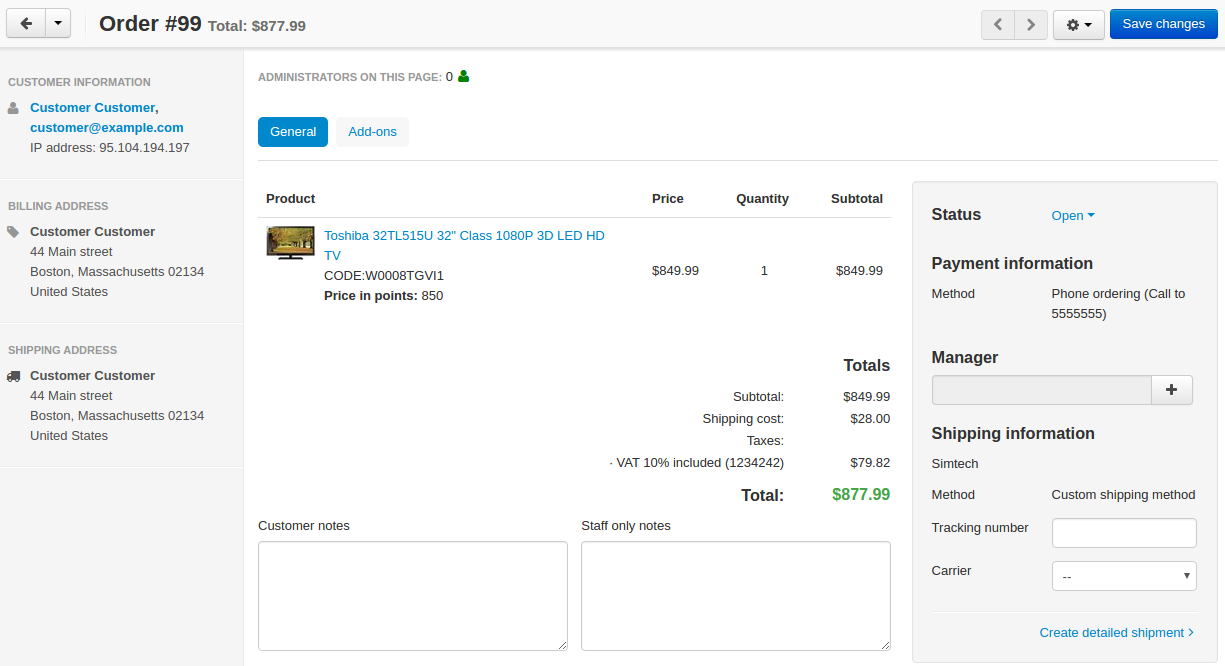 Order #99 Total: $877.99
Save changes
CUSTOMER INFORMATION
Customer Customer,
customer@example.com
IP address: 95.104.194.197
BILLING ADDRESS
Customer Customer
44 Main street
Boston, Massachusetts 02134
United States
SHIPPING ADDRESS
Customer Customer
44 Main street
Boston, Massachusetts 02134
United States
ADMINISTRATORS ON THIS PAGE: 0
General Add-ons
Product Price Quantity Subtotal
Toshiba 32TL515U 32" Class 1080P 3D LED HD
TV
CODE:W0008TGVI1
Price in points: 850
$849.99 1 $849.99
Totals
Subtotal: $849.99
Shipping cost: $28.00
Taxes:
· VAT 10% included (1234242) $79.82
Total: $877.99
Customer notes
Staff only notes
Status Open
Payment information
Method Phone ordering (Call to
5555555)
Manager
Shipping information
Simtech
Method Custom shipping method
Tracking number
Carrier --
Create detailed shipment